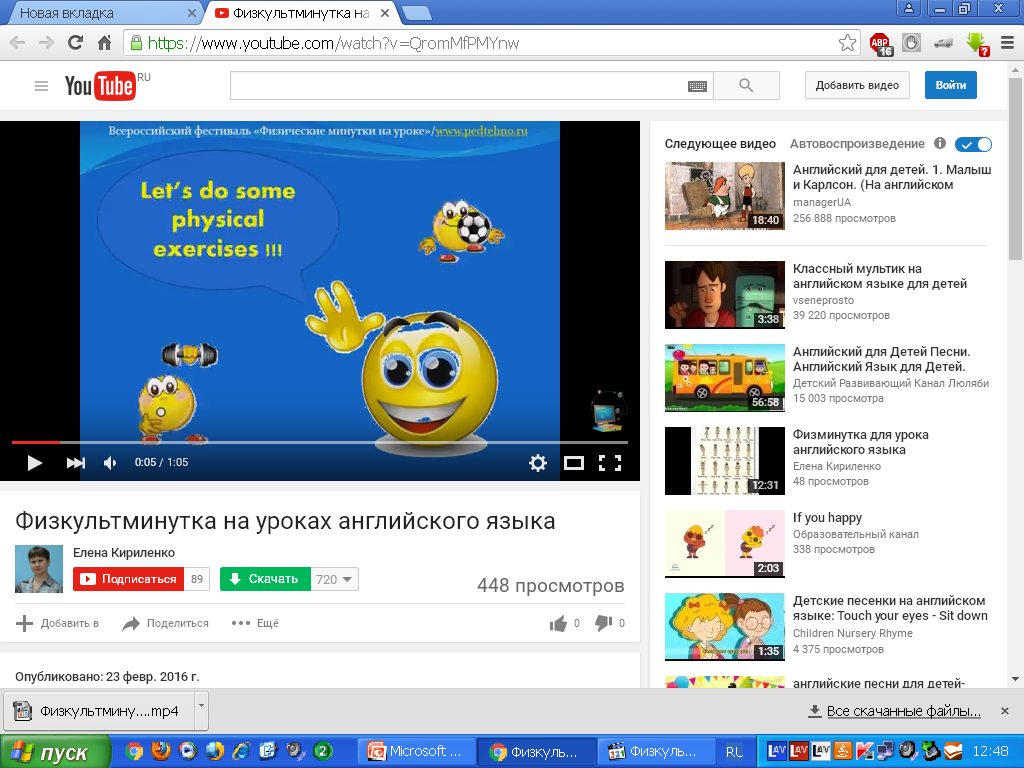 Новая вкладка
Физкультминутка на
https://www.youtube.com/watch?v=QromMfPMYnw
ABP
16
?
YouTube RU
Добавить видео
Войти
Всероссийский фестиваль «Физические минутки на уроке»/www.pedtehno.ru
Let's do some
physical
exercises !!!
0:05 / 1:05
Физкультминутка на уроках английского языка
Елена Кириленко
Подписаться 89
Скачать 720
448 просмотров
Добавить в
Поделиться
Ещё
0
0
Опубликовано: 23 февр. 2016 г.
Следующее видео
Автовоспроизведение
18:40
Английский для детей. 1. Малыш
и Карлсон. (На английском
managerUA
256 888 просмотров
3:38
Классный мультик на
английском языке для детей
vseneprosto
39 220 просмотров
56:58
Английский для Детей Песни.
Английский Язык для Детей.
Детский Развивающий Канал Люляби
15 003 просмотра
12:31
Физминутка для урока
английского языка
Елена Кириленко
48 просмотров
2:03
If you happy
Образовательный канал
338 просмотров
1:35
Детские песенки на английском
языке: Touch your eyes - Sit down
Children Nursery Rhyme
4 375 просмотров
английские песни для детей-
Физкультмину....mp4
Все скачанные файлы...
пуск
2
Microsoft ...
Физкуль...
Физкуль...
RU
LAV
LAV
LAV
12:48